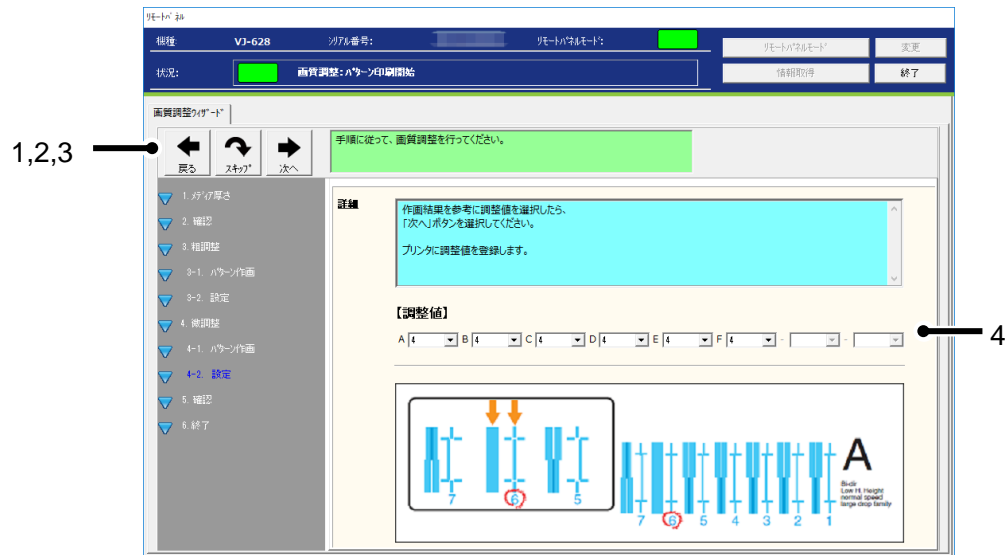 ﾘﾓｰﾄﾊﾟﾈﾙ
機種: VJ-628 ｼﾘｱﾙ番号: ﾘﾓｰﾄﾊﾟﾈﾙﾓｰﾄﾞ: ﾘﾓｰﾄﾊﾟﾈﾙﾓｰﾄﾞ 変更
状況: 画質調整:ﾊﾟﾀｰﾝ印刷開始 情報取得 終了
画質調整ｳｨｻﾞｰﾄﾞ
1,2,3
戻る ｽｷｯﾌﾟ 次へ
手順に従って、画質調整を行ってください。
1. ﾒﾃﾞｨｱ厚さ
2. 確認
3. 粗調整
3-1. ﾊﾟﾀｰﾝ作画
3-2. 設定
4. 微調整
4-1. ﾊﾟﾀｰﾝ作画
4-2. 設定
5. 確認
6.終了
詳細
作画結果を参考に調整値を選択したら、
「次へ」ボタンを選択してください。
プリンタに調整値を登録します。
【調整値】
A 4 B 4 C 4 D 4 E 4 F 4 - -
4
7 6 5
7 6 5 4 3 2 1
A
Bi-dir
Low H. Height
normal speed
large drop family